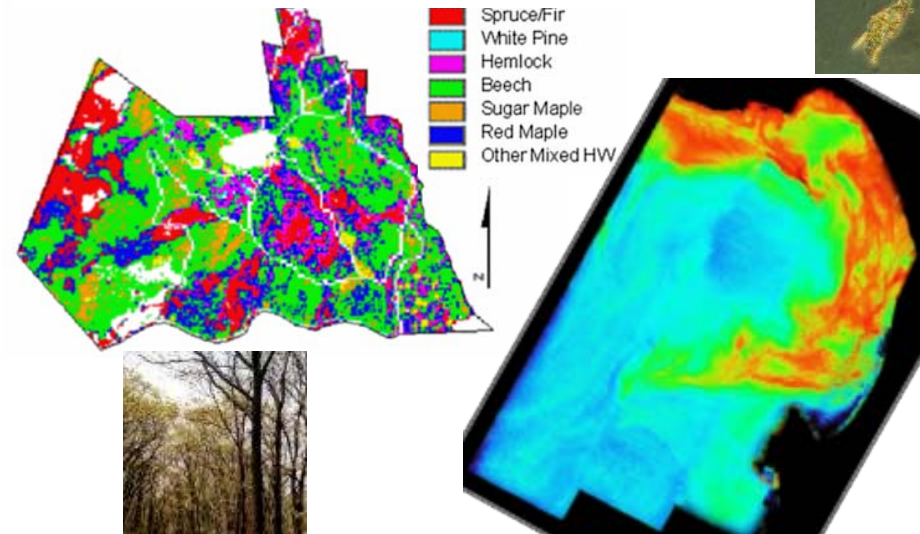 Spruce/Fir
White Pine
Hemlock
Beech
Sugar Maple
Red Maple
Other Mixed HW
N